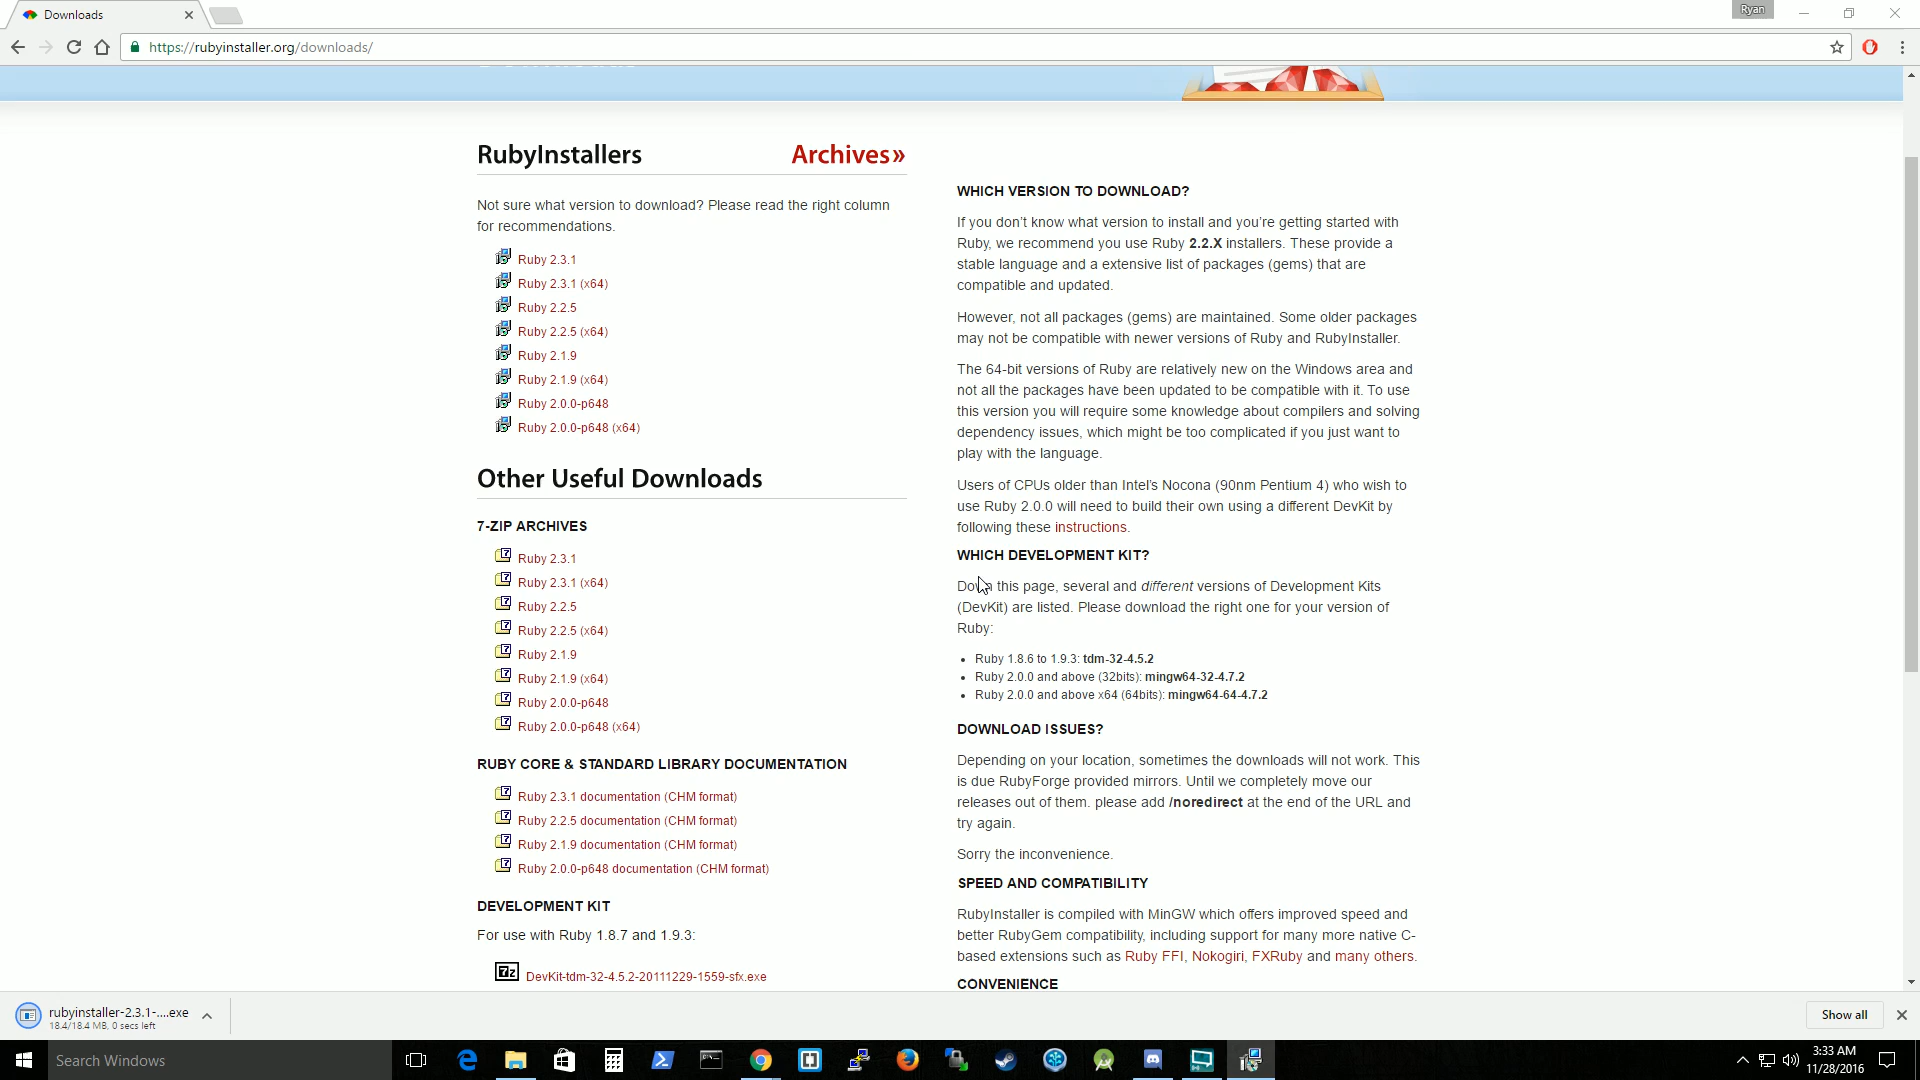 Downloads
Ryan
https://rubyinstaller.org/downloads/
RubyInstallers
Archives»
Not sure what version to download? Please read the right column
for recommendations.
Ruby 2.3.1
Ruby 2.3.1 (x64)
Ruby 2.2.5
Ruby 2.2.5 (x64)
Ruby 2.1.9
Ruby 2.1.9 (x64)
Ruby 2.0.0-p648
Ruby 2.0.0-p648 (x64)
Other Useful Downloads
7-ZIP ARCHIVES
Ruby 2.3.1
Ruby 2.3.1 (x64)
Ruby 2.2.5
Ruby 2.2.5 (x64)
Ruby 2.1.9
Ruby 2.1.9 (x64)
Ruby 2.0.0-p648
Ruby 2.0.0-p648 (x64)
RUBY CORE & STANDARD LIBRARY DOCUMENTATION
Ruby 2.3.1 documentation (CHM format)
Ruby 2.2.5 documentation (CHM format)
Ruby 2.1.9 documentation (CHM format)
Ruby 2.0.0-p648 documentation (CHM format)
DEVELOPMENT KIT
For use with Ruby 1.8.7 and 1.9.3:
DevKit-tdm-32-4.5.2-20111229-1559-sfx.exe
WHICH VERSION TO DOWNLOAD?
If you don't know what version to install and you're getting started with
Ruby, we recommend you use Ruby 2.2.X installers. These provide a
stable language and a extensive list of packages (gems) that are
compatible and updated.
However, not all packages (gems) are maintained. Some older packages
may not be compatible with newer versions of Ruby and RubyInstaller.
The 64-bit versions of Ruby are relatively new on the Windows area and
not all the packages have been updated to be compatible with it. To use
this version you will require some knowledge about compilers and solving
dependency issues, which might be too complicated if you just want to
play with the language.
Users of CPUs older than Intel's Nocona (90nm Pentium 4) who wish to
use Ruby 2.0.0 will need to build their own using a different DevKit by
following these instructions.
WHICH DEVELOPMENT KIT?
Down this page, several and different versions of Development Kits
(DevKit) are listed. Please download the right one for your version of
Ruby:
Ruby 1.8.6 to 1.9.3: tdm-32-4.5.2
Ruby 2.0.0 and above (32bits): mingw64-32-4.7.2
Ruby 2.0.0 and above x64 (64bits): mingw64-64-4.7.2
DOWNLOAD ISSUES?
Depending on your location, sometimes the downloads will not work. This
is due RubyForge provided mirrors. Until we completely move our
releases out of them. please add /noredirect at the end of the URL and
try again.
Sorry the inconvenience.
SPEED AND COMPATIBILITY
RubyInstaller is compiled with MinGW which offers improved speed and
better RubyGem compatibility, including support for many more native C-
based extensions such as Ruby FFI, Nokogiri, FXRuby and many others.
CONVENIENCE
rubyinstaller-2.3.1-....exe
18.4/18.4 MB, 0 secs left
Show all
Search Windows
3:33 AM
11/28/2016